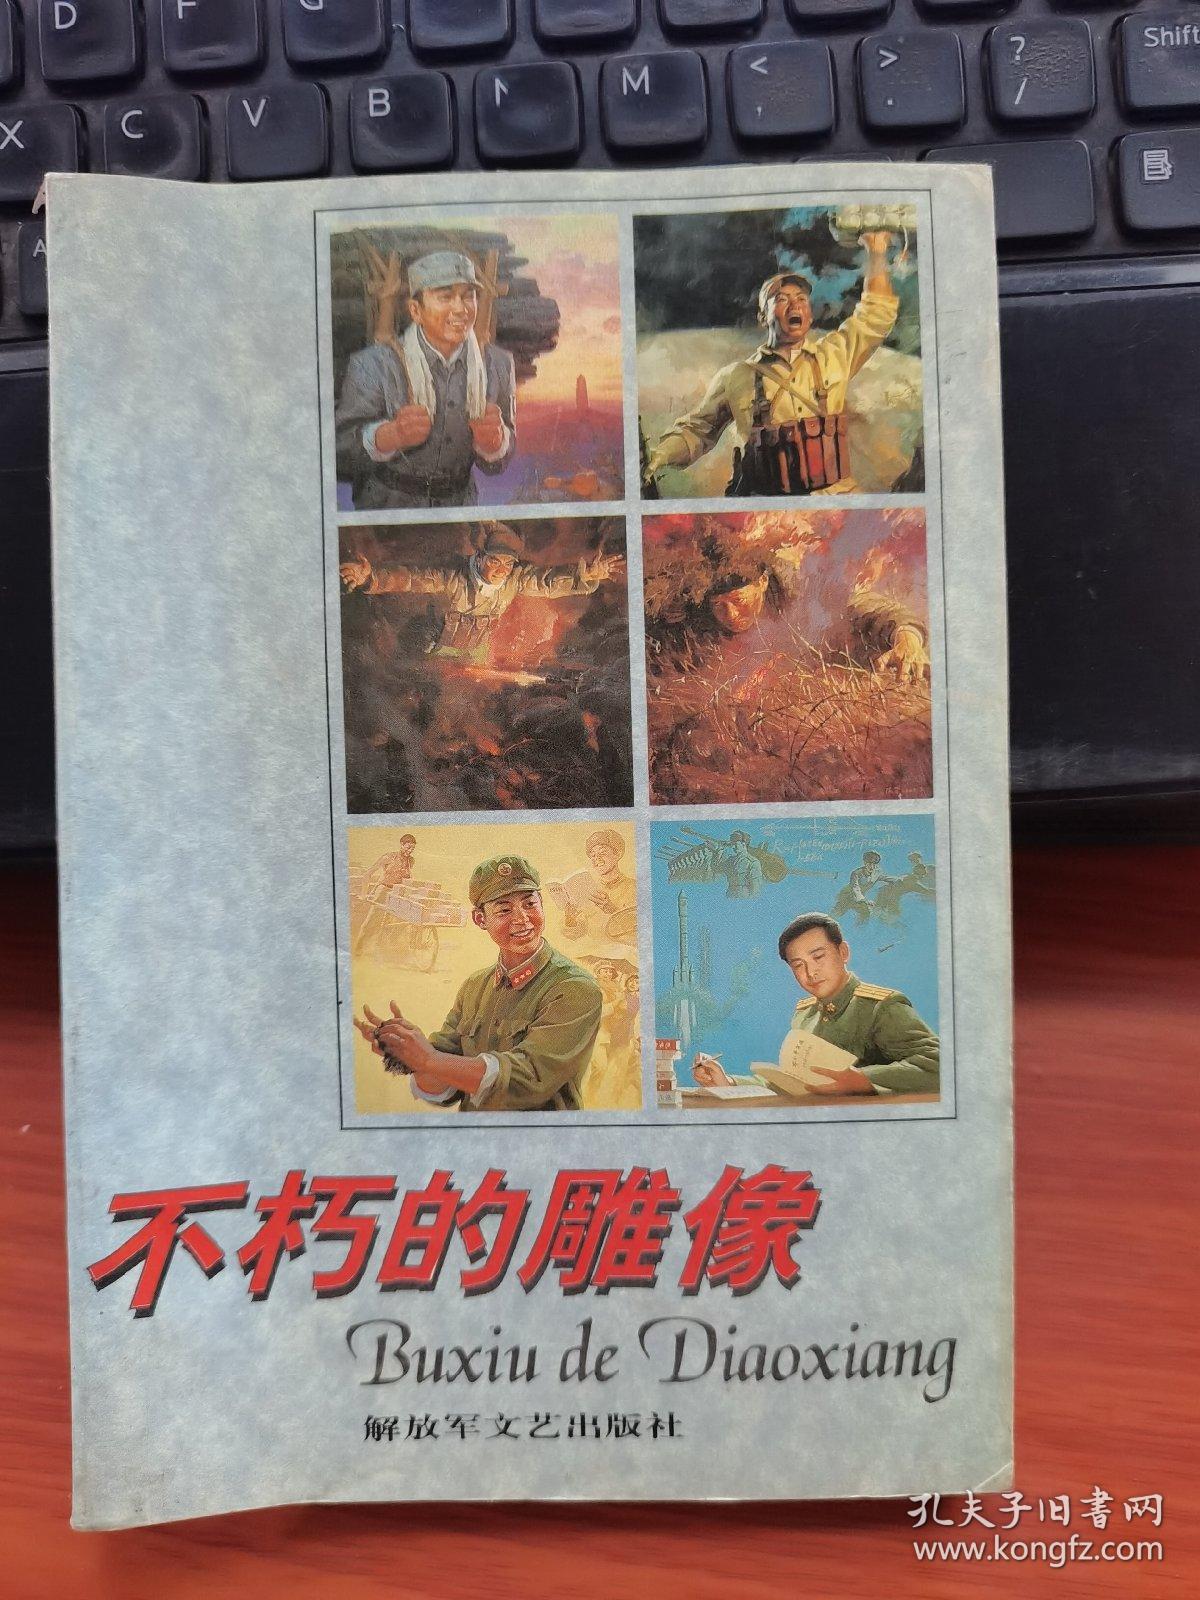 D F G
X C V B N M < , > . ? / Shift
A
不朽的雕像
Buxiu de Diaoxiang
解放军文艺出版社
孔夫子旧书网
www.kongfz.com